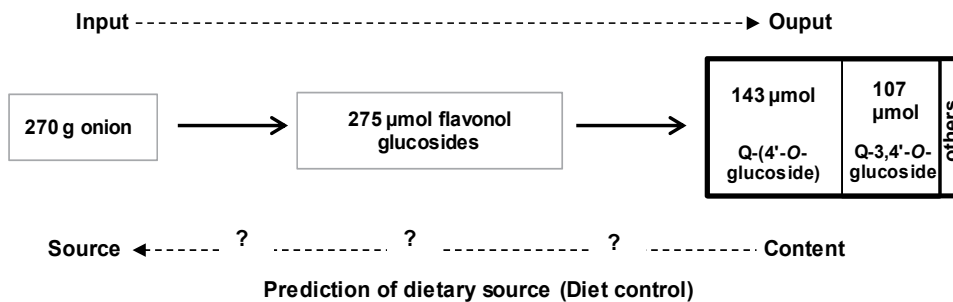 Input
Ouput
270 g onion
275 µmol flavonol
glucosides
143 µmol
Q-(4'-O-
glucoside)
107
µmol
Q-3,4'-O-
glucoside
others
Source
?
?
?
Content
Prediction of dietary source (Diet control)